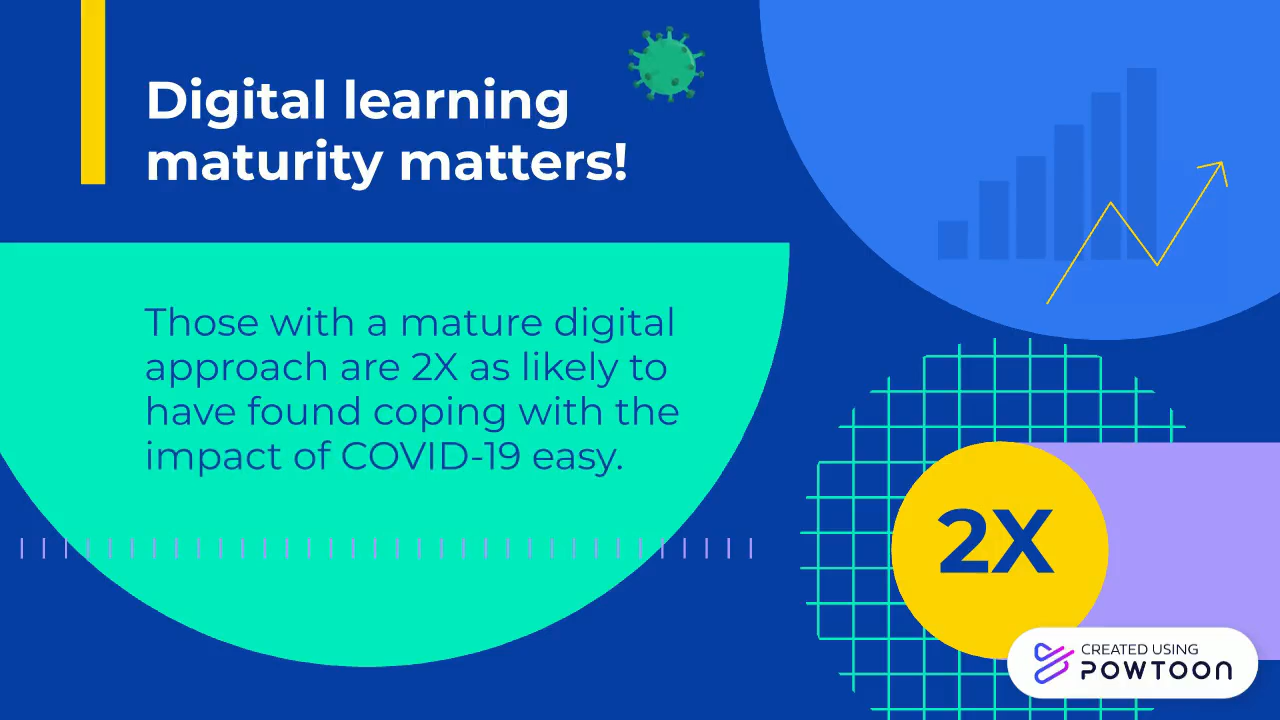 Digital learning
maturity matters!
Those with a mature digital
approach are 2X as likely to
have found coping with the
impact of COVID-19 easy.
2X
CREATED USING
POWTOON